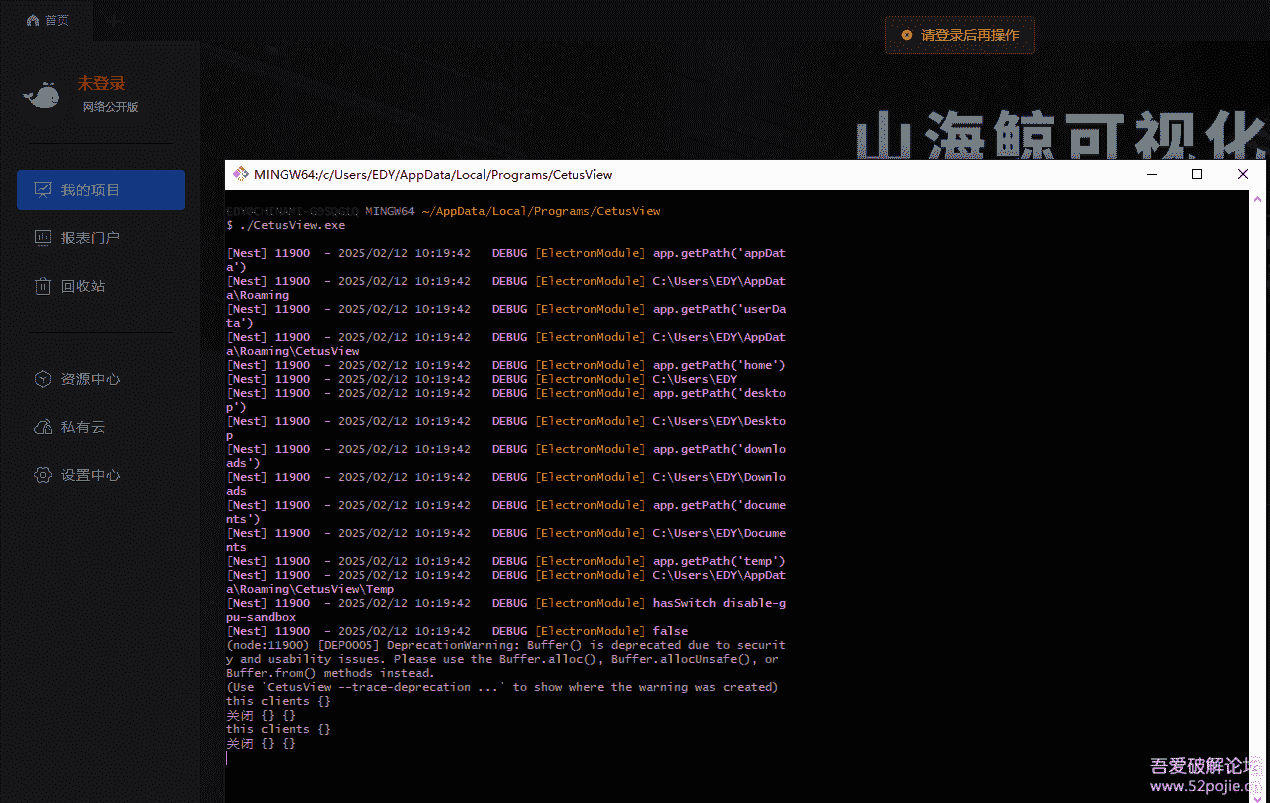 首页
请登录后再操作
未登录
网络公开版
山海鲸可视化
我的项目
报表门户
回收站
资源中心
私有云
设置中心
MINGW64:/c/Users/EDY/AppData/Local/Programs/CetusView
MINGW64 ~/AppData/Local/Programs/CetusView
$ ./CetusView.exe
[Nest] 11900  - 2025/02/12 10:19:42   DEBUG [ElectronModule] app.getPath('appDat
a')
[Nest] 11900  - 2025/02/12 10:19:42   DEBUG [ElectronModule] C:\Users\EDY\AppDat
a\Roaming
[Nest] 11900  - 2025/02/12 10:19:42   DEBUG [ElectronModule] app.getPath('userDa
ta')
[Nest] 11900  - 2025/02/12 10:19:42   DEBUG [ElectronModule] C:\Users\EDY\AppDat
a\Roaming\CetusView
[Nest] 11900  - 2025/02/12 10:19:42   DEBUG [ElectronModule] app.getPath('home')
[Nest] 11900  - 2025/02/12 10:19:42   DEBUG [ElectronModule] C:\Users\EDY
[Nest] 11900  - 2025/02/12 10:19:42   DEBUG [ElectronModule] app.getPath('deskto
p')
[Nest] 11900  - 2025/02/12 10:19:42   DEBUG [ElectronModule] C:\Users\EDY\Deskto
p
[Nest] 11900  - 2025/02/12 10:19:42   DEBUG [ElectronModule] app.getPath('downlo
ads')
[Nest] 11900  - 2025/02/12 10:19:42   DEBUG [ElectronModule] C:\Users\EDY\Downlo
ads
[Nest] 11900  - 2025/02/12 10:19:42   DEBUG [ElectronModule] app.getPath('docume
nts')
[Nest] 11900  - 2025/02/12 10:19:42   DEBUG [ElectronModule] C:\Users\EDY\Docume
nts
[Nest] 11900  - 2025/02/12 10:19:42   DEBUG [ElectronModule] app.getPath('temp')
[Nest] 11900  - 2025/02/12 10:19:42   DEBUG [ElectronModule] C:\Users\EDY\AppDat
a\Roaming\CetusView\Temp
[Nest] 11900  - 2025/02/12 10:19:42   DEBUG [ElectronModule] hasSwitch disable-g
pu-sandbox
[Nest] 11900  - 2025/02/12 10:19:42   DEBUG [ElectronModule] false
(node:11900) [DEP0005] DeprecationWarning: Buffer() is deprecated due to securit
y and usability issues. Please use the Buffer.alloc(), Buffer.allocUnsafe(), or
Buffer.from() methods instead.
(Use `CetusView --trace-deprecation ...` to show where the warning was created)
this clients {}
关闭 {} {}
this clients {}
关闭 {} {}
吾爱破解论坛
www.52pojie.c